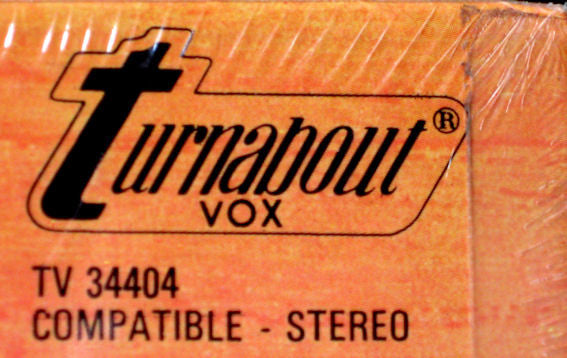 turnabout®
VOX
TV 34404
COMPATIBLE - STEREO